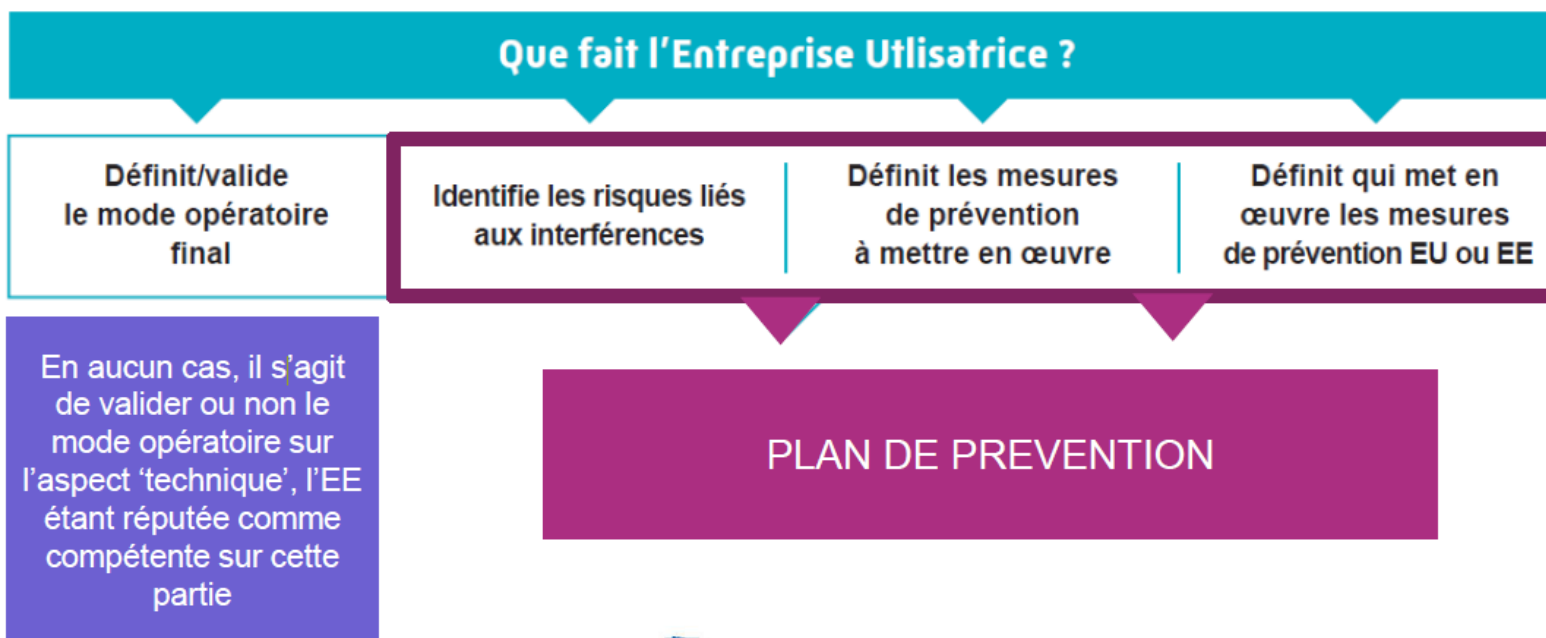 Que fait l'Entreprise Utlisatrice ?
Définit/valide
le mode opératoire
final
Identifie les risques liés
aux interférences
Définit les mesures
de prévention
à mettre en œuvre
Définit qui met en
œuvre les mesures
de prévention EU ou EE
En aucun cas, il s'agit
de valider ou non le
mode opératoire sur
l'aspect ‘technique’, l'EE
étant réputée comme
compétente sur cette
partie
PLAN DE PREVENTION